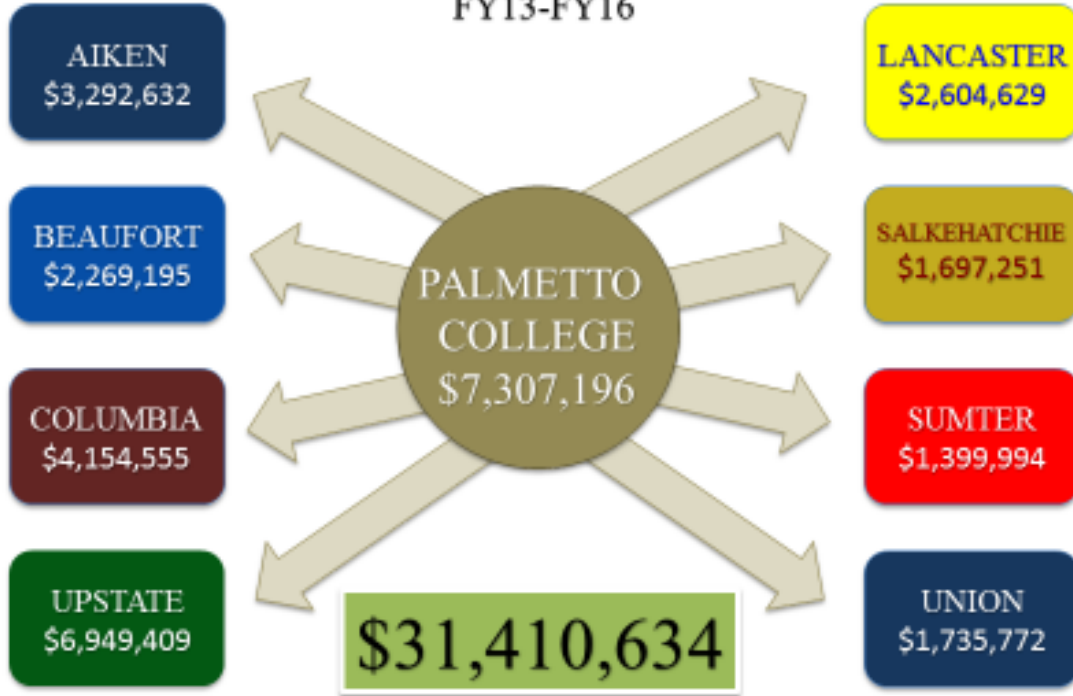 FY13-FY16
AIKEN
$3,292,632
BEAUFORT
$2,269,195
COLUMBIA
$4,154,555
UPSTATE
$6,949,409
PALMETTO
COLLEGE
$7,307,196
$31,410,634
LANCASTER
$2,604,629
SALKEHATCHIE
$1,697,251
SUMTER
$1,399,994
UNION
$1,735,772